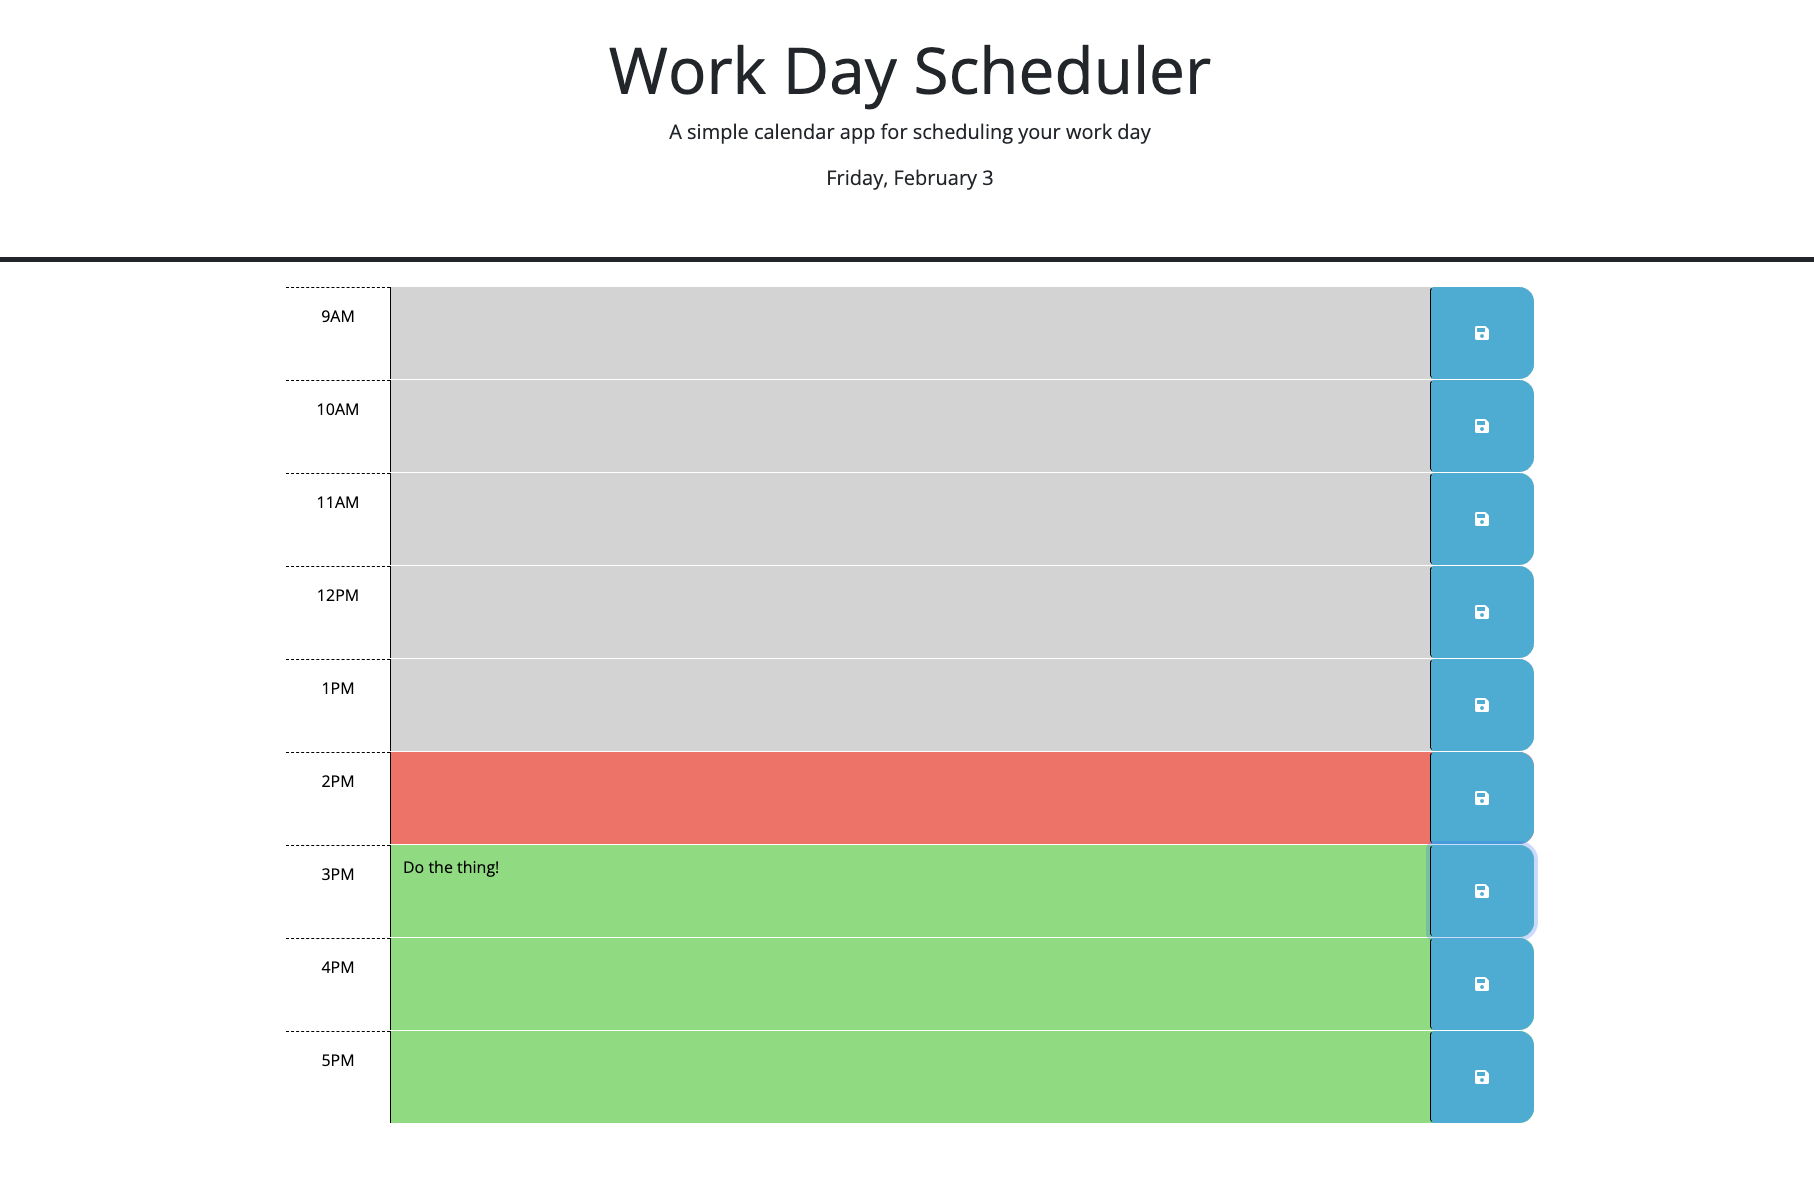 Work Day Scheduler
A simple calendar app for scheduling your work day
Friday, February 3
9AM
10AM
11AM
12PM
1PM
2PM
3PM
Do the thing!
4PM
5PM